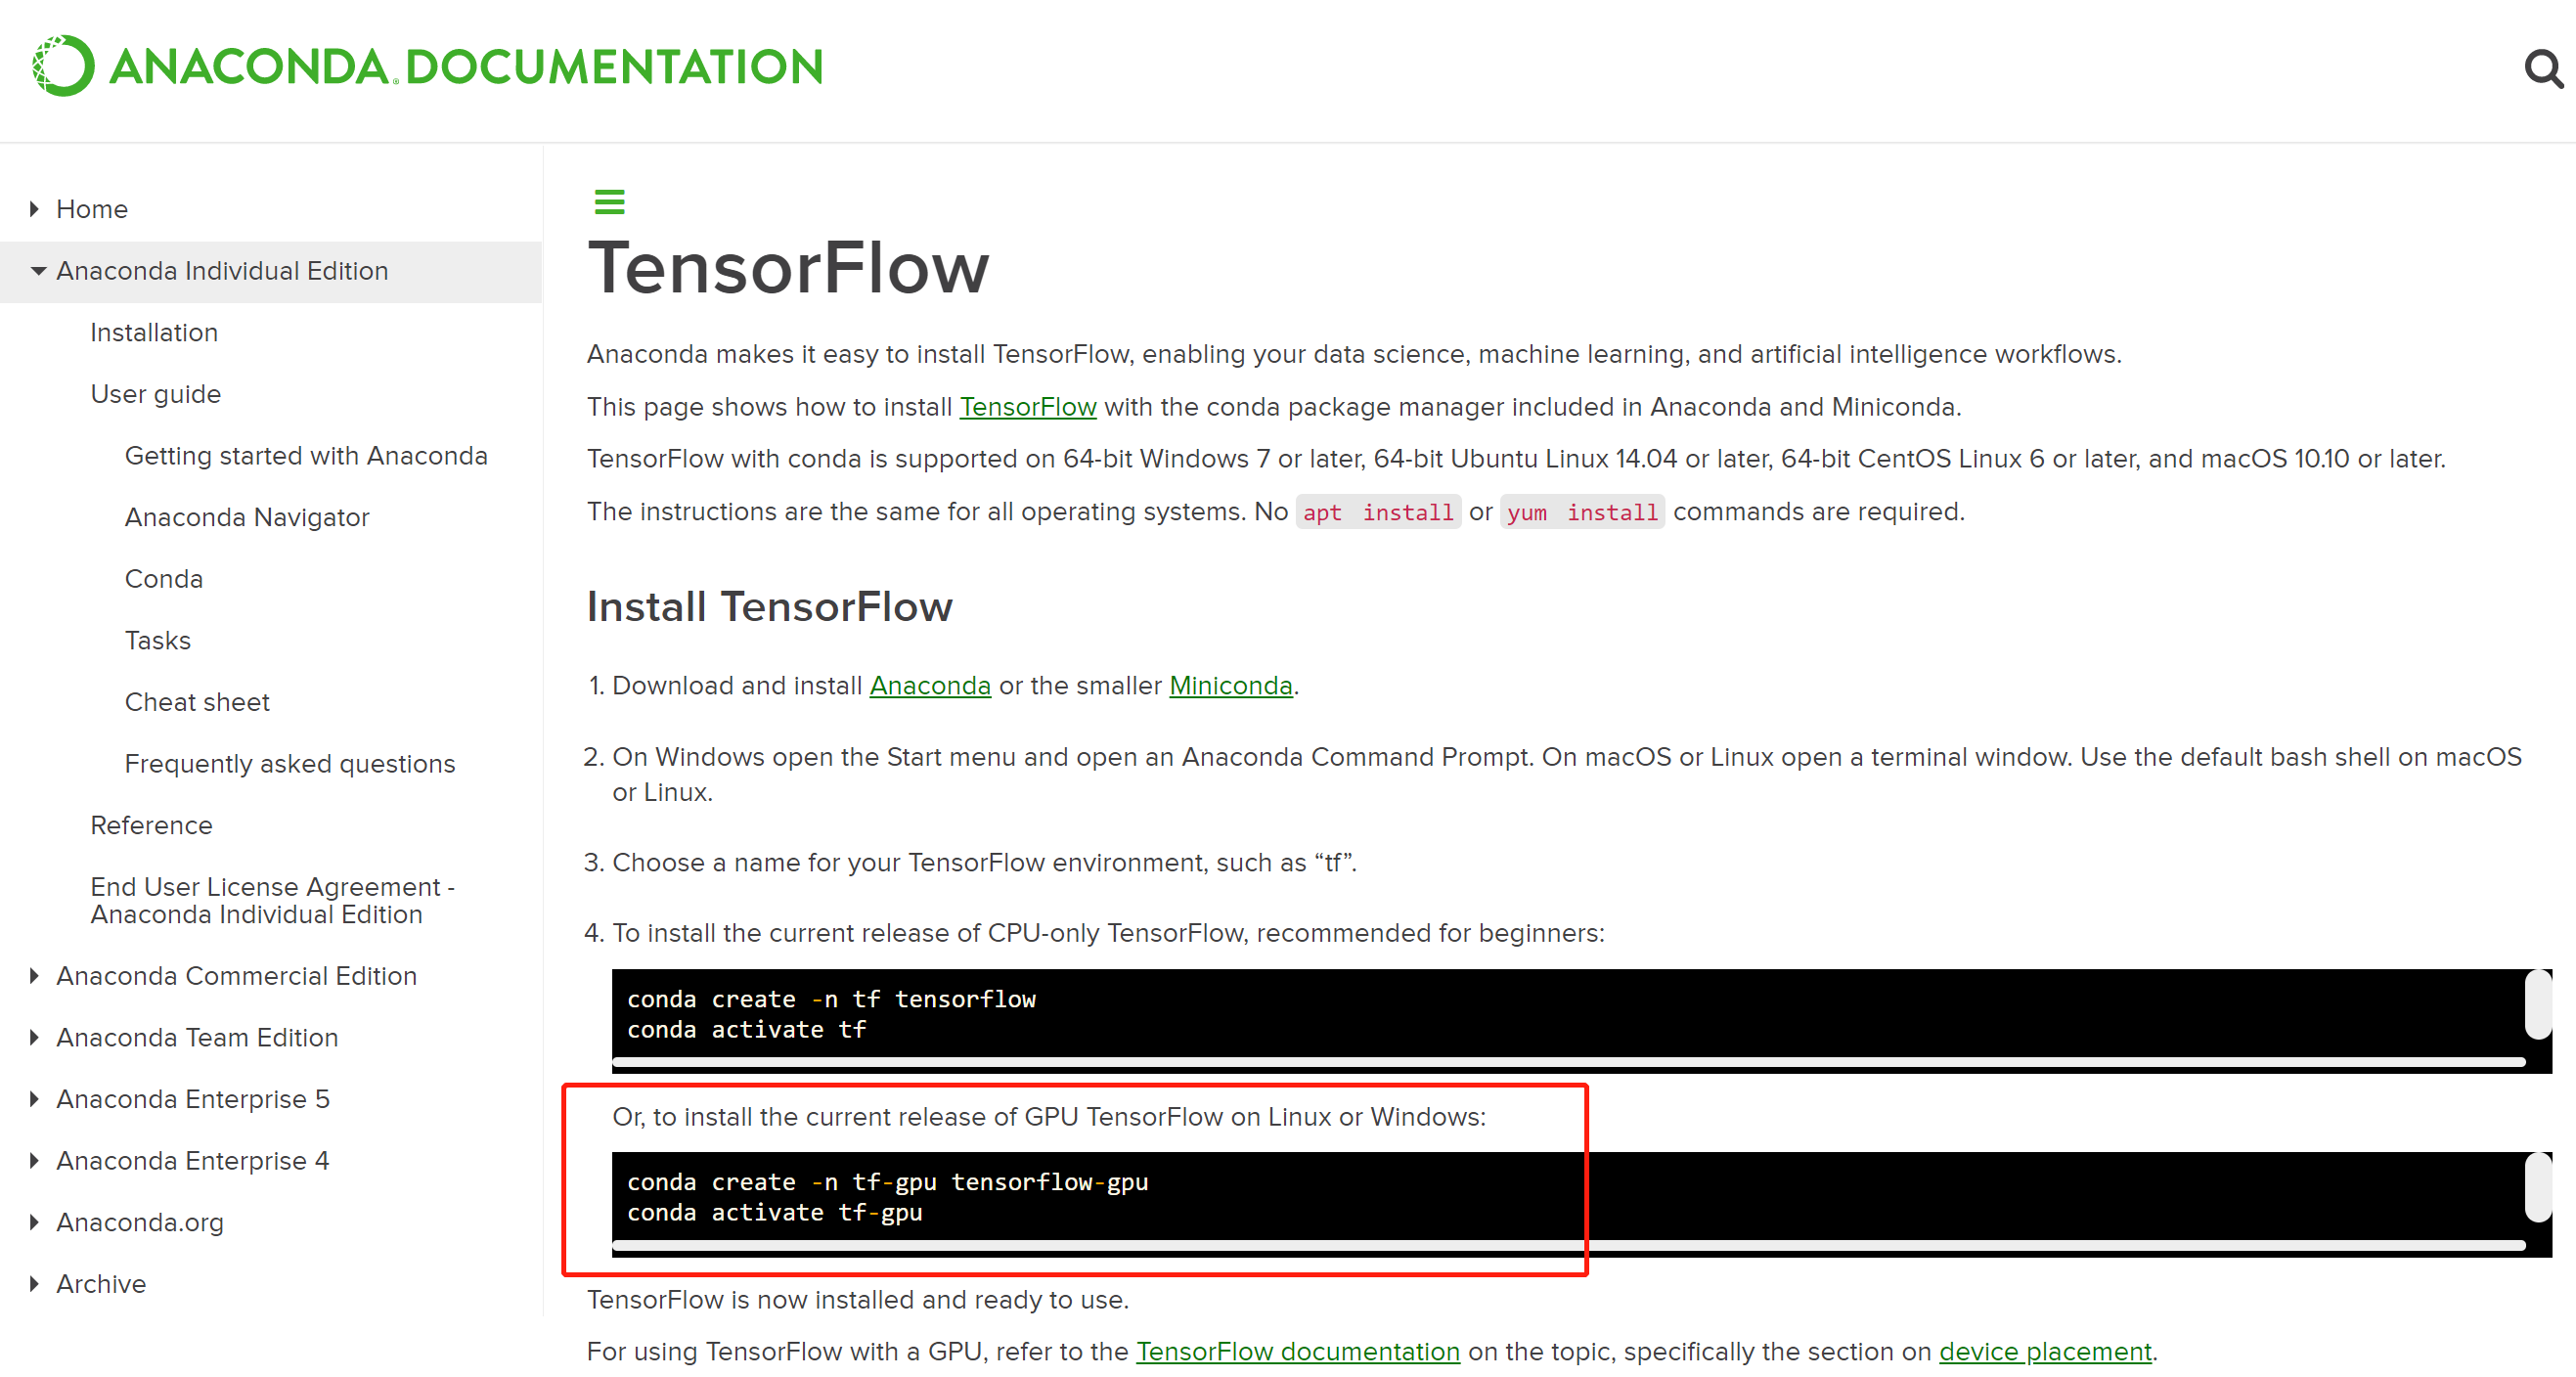 ANACONDA® DOCUMENTATION
Home
Anaconda Individual Edition
Installation
User guide
Getting started with Anaconda
Anaconda Navigator
Conda
Tasks
Cheat sheet
Frequently asked questions
Reference
End User License Agreement -
Anaconda Individual Edition
Anaconda Commercial Edition
Anaconda Team Edition
Anaconda Enterprise 5
Anaconda Enterprise 4
Anaconda.org
Archive
TensorFlow
Anaconda makes it easy to install TensorFlow, enabling your data science, machine learning, and artificial intelligence workflows.
This page shows how to install TensorFlow with the conda package manager included in Anaconda and Miniconda.
TensorFlow with conda is supported on 64-bit Windows 7 or later, 64-bit Ubuntu Linux 14.04 or later, 64-bit CentOS Linux 6 or later, and macOS 10.10 or later.
The instructions are the same for all operating systems. No apt install or yum install commands are required.
Install TensorFlow
1. Download and install Anaconda or the smaller Miniconda.
2. On Windows open the Start menu and open an Anaconda Command Prompt. On macOS or Linux open a terminal window. Use the default bash shell on macOS
or Linux.
3. Choose a name for your TensorFlow environment, such as “tf”.
4. To install the current release of CPU-only TensorFlow, recommended for beginners:
conda create -n tf tensorflow
conda activate tf
Or, to install the current release of GPU TensorFlow on Linux or Windows:
conda create -n tf-gpu tensorflow-gpu
conda activate tf-gpu
TensorFlow is now installed and ready to use.
For using TensorFlow with a GPU, refer to the TensorFlow documentation on the topic, specifically the section on device placement.